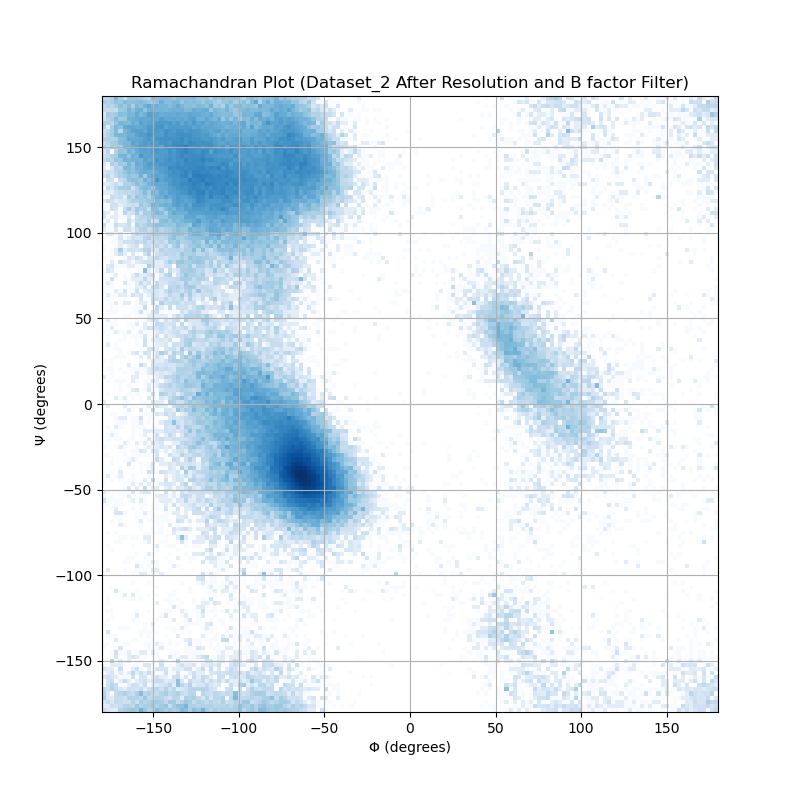 Ramachandran Plot (Dataset_2 After Resolution and B factor Filter)
150
100
50
0
−50
−100
−150
Ψ (degrees)
−150 −100 −50 0 50 100 150
Φ (degrees)